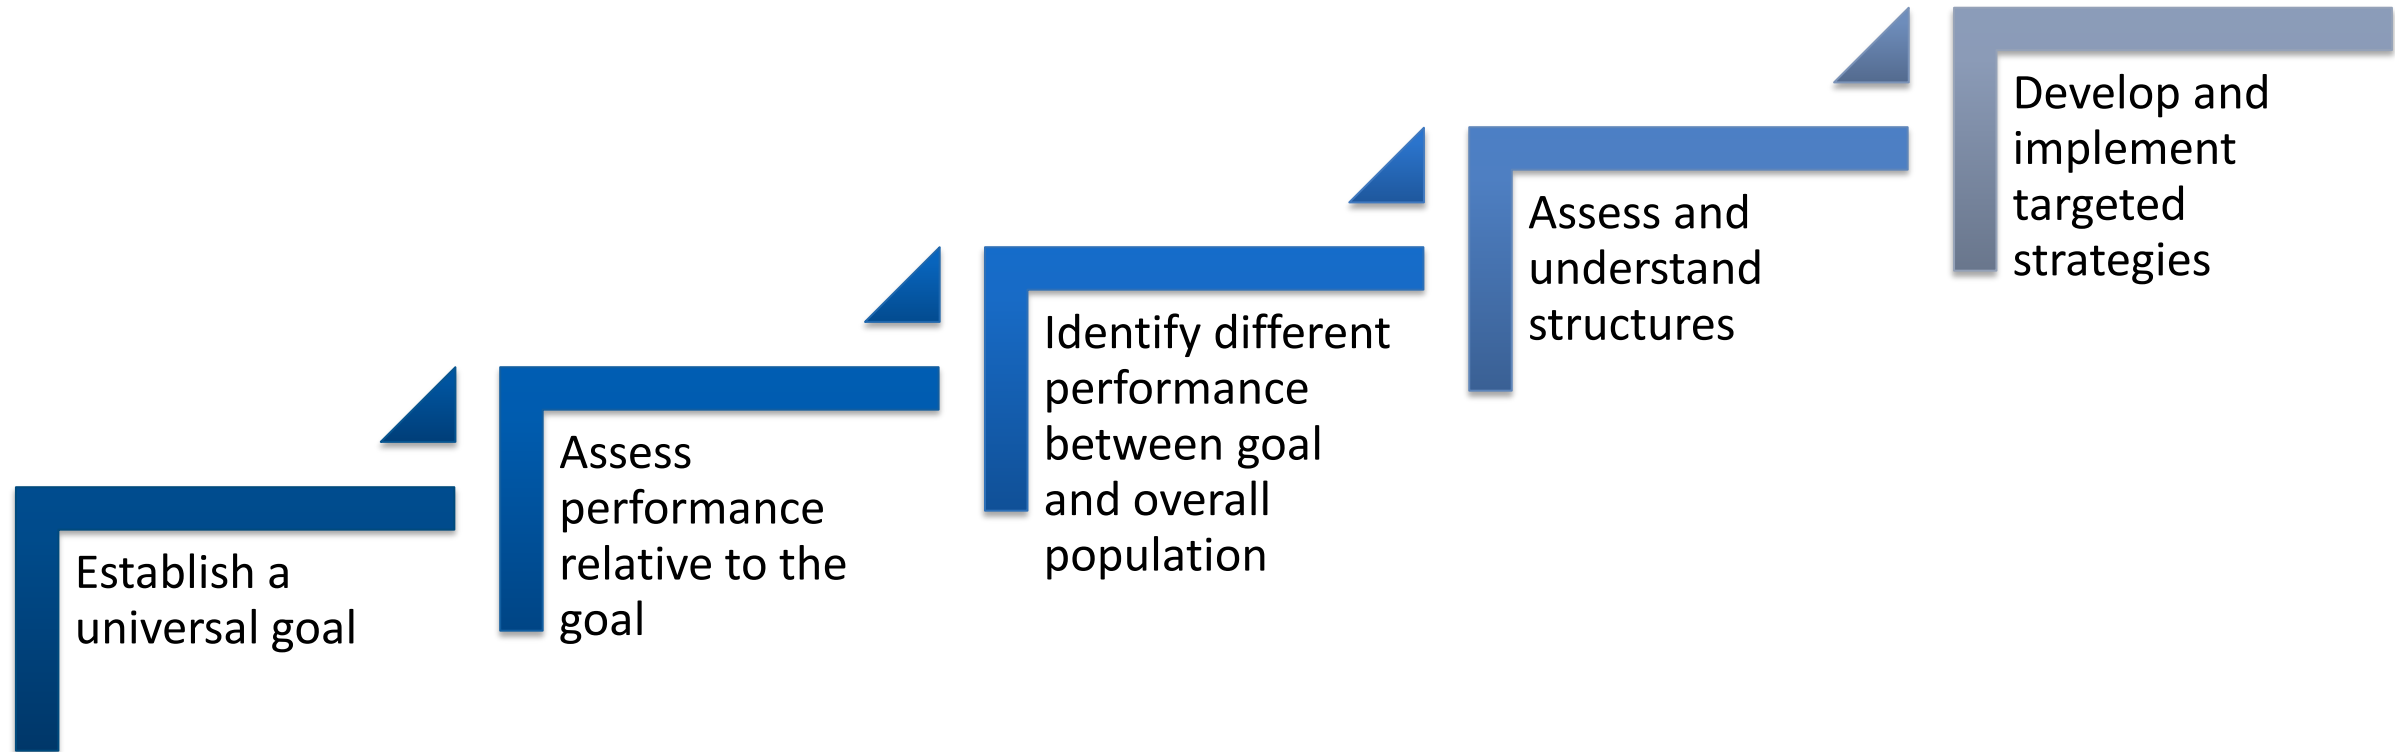 Establish a
universal goal
Assess
performance
relative to the
goal
Identify different
performance
between goal
and overall
population
Assess and
understand
structures
Develop and
implement
targeted
strategies